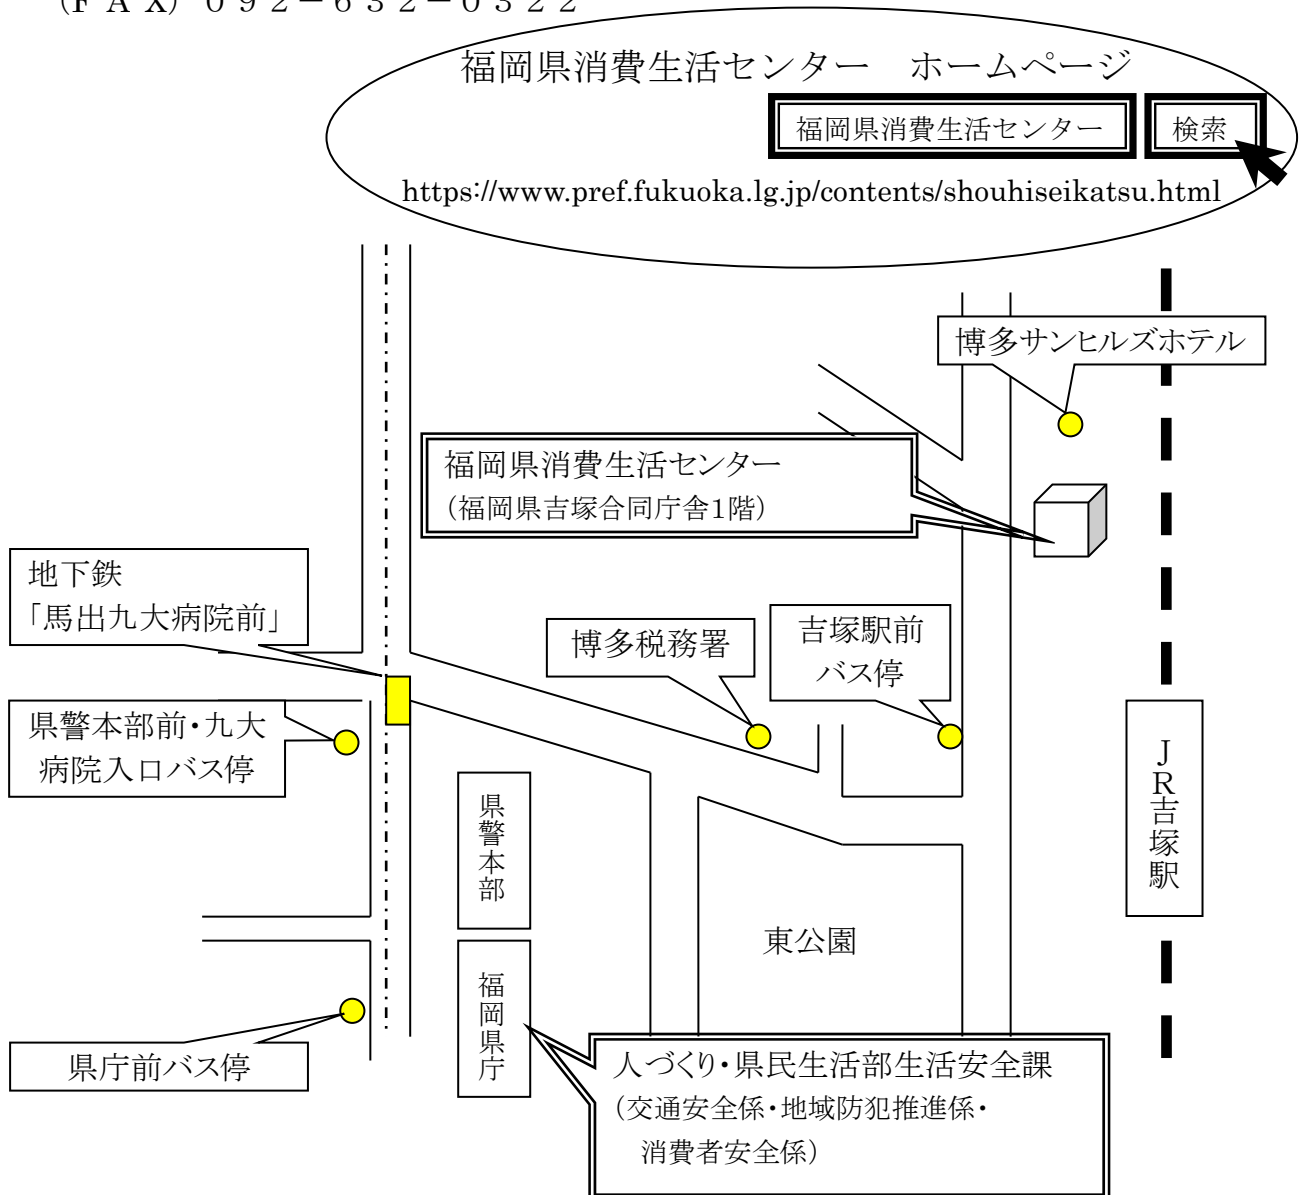 (ＦＡＸ) ０９２－６３２－０３２２
福岡県消費生活センター　ホームページ
福岡県消費生活センター　検索
https://www.pref.fukuoka.lg.jp/contents/shouhiseikatsu.html
博多サンヒルズホテル
福岡県消費生活センター
（福岡県吉塚合同庁舎１階）
地下鉄
「馬出九大病院前」
博多税務署
吉塚駅前
バス停
県警本部前・九大
病院入口バス停
ＪＲ吉塚駅
県警本部
東公園
福岡県庁
県庁前バス停
人づくり・県民生活部生活安全課
（交通安全係・地域防犯推進係・
消費者安全係）